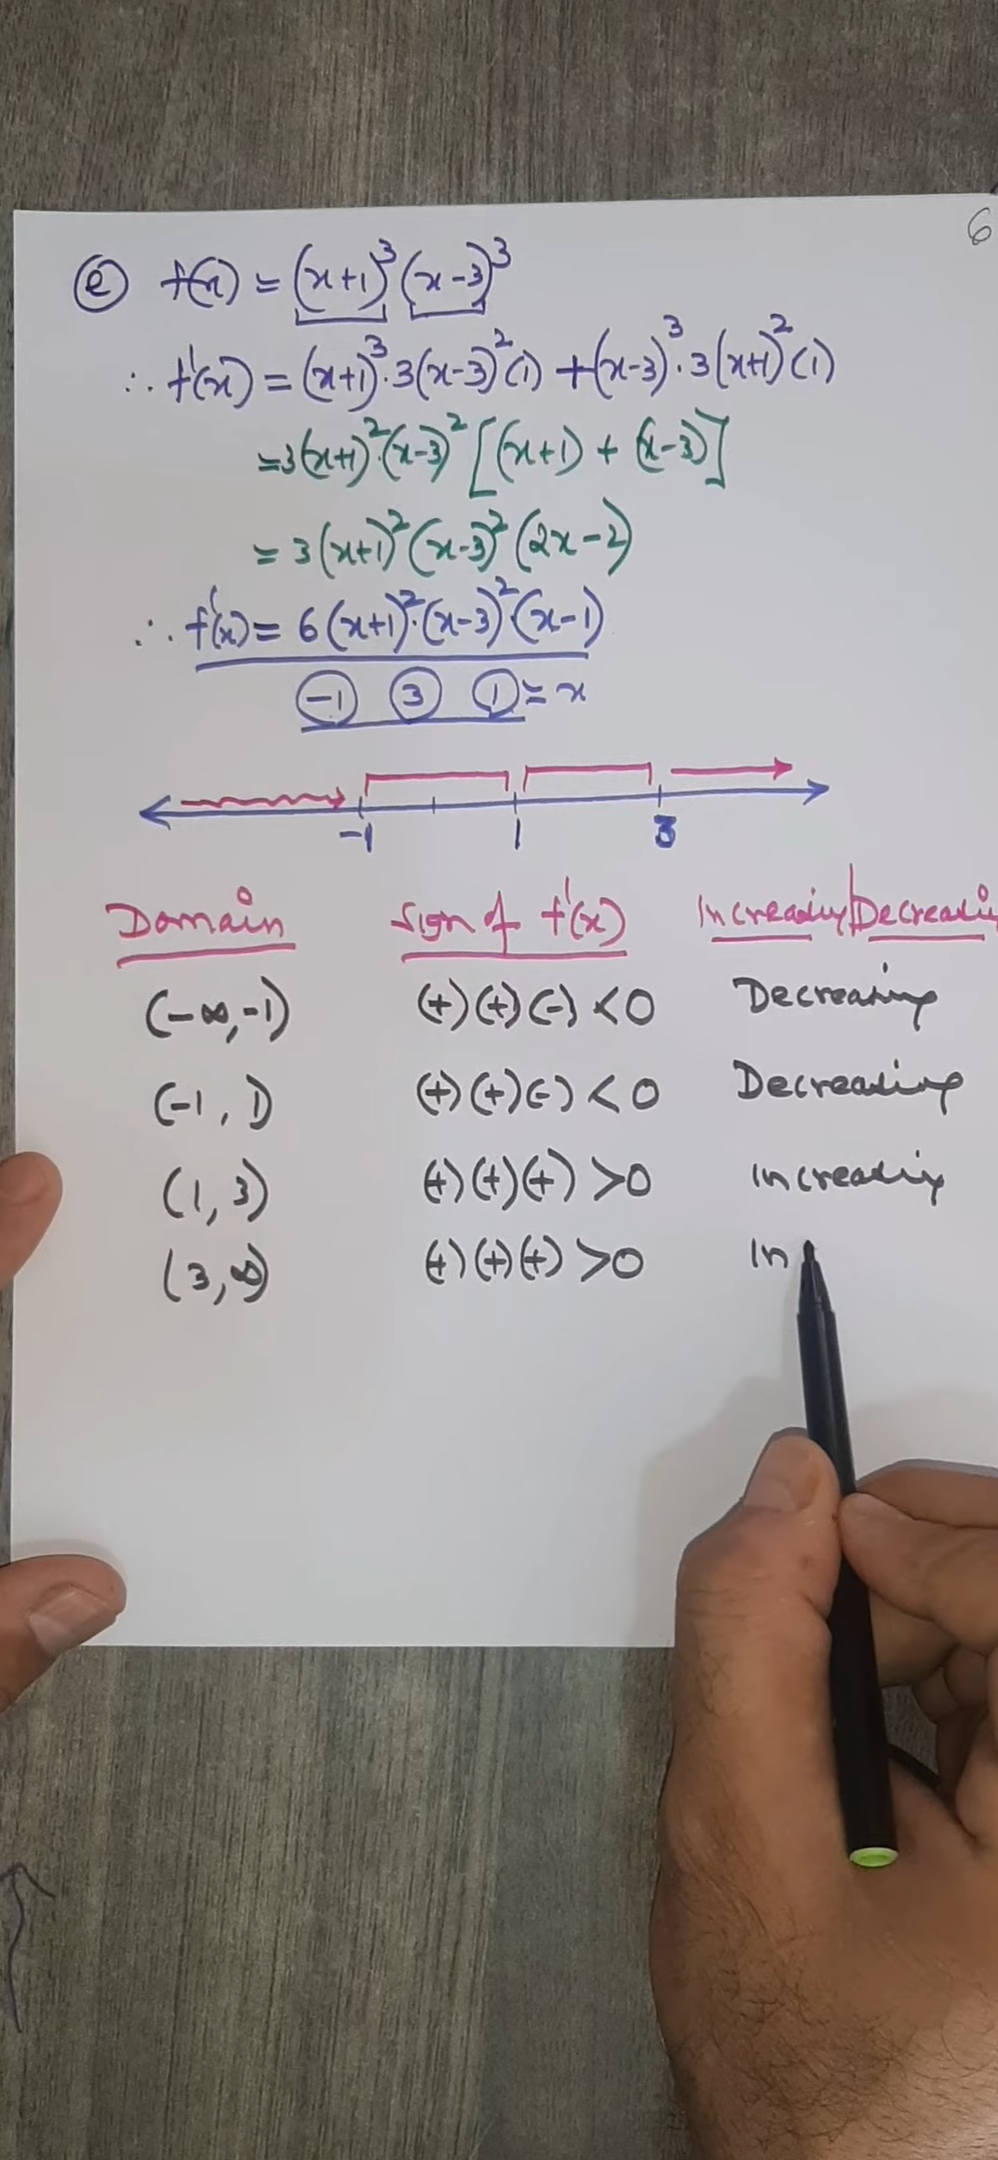 6
(e) f(x) = (x+1)³ (x-3)³
∴ f'(x) = (x+1)³·3(x-3)²(1) + (x-3)³·3(x+1)²(1)
=3(x+1)²·(x-3)² [(x+1) + (x-3)]
= 3(x+1)² (x-3)² (2x-2)
∴ f'(x) = 6(x+1)²·(x-3)²·(x-1)
-1 3 1 = x
-1 1 3
Domain Sign of f'(x) Increasing/Decreasin
(-∞,-1) (+)(+)(-) <0 Decreasing
(-1, 1) (+)(+)(-) <0 Decreasing
(1, 3) (+)(+)(+) >0 Increasing
(3,∞) (+)(+)(+) >0 In